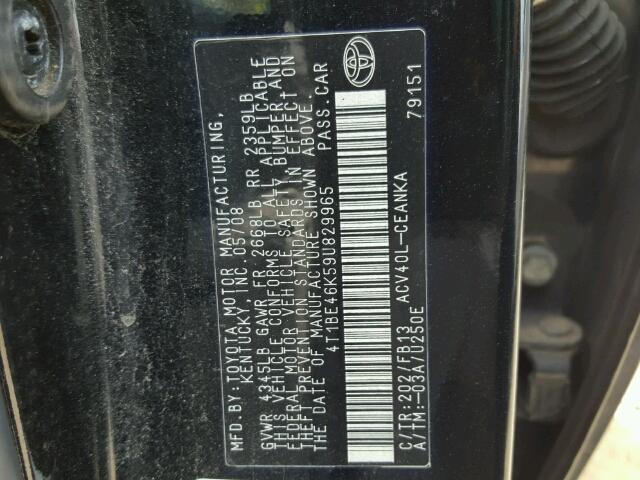 MFD. BY:TOYOTA MOTOR MANUFACTURING,
KENTUCKY, INC. 05/08
GVWR 4345LB GAWR FR 2668LB RR 2359LB
THIS VEHICLE CONFORMS TO ALL APPLICABLE
FEDERAL MOTOR VEHICLE SAFETY, BUMPER AND
THEFT PREVENTION STANDARDS IN EFFECT ON
THE DATE OF MANUFACTURE SHOWN ABOVE.
4T1BE46K59U829965 PASS.CAR
C/TR:202/FB13 ACV40L-CEANKA 79151
A/TM:-03A/U250E